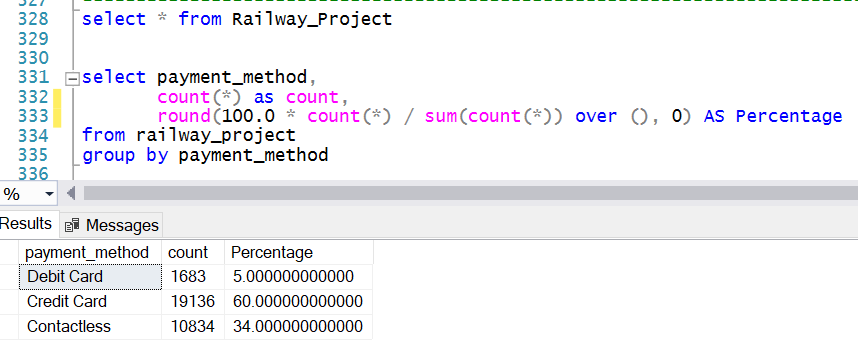 327
328 select * from Railway_Project
329
330
331 select payment_method,
332 count(*) as count,
333 round(100.0 * count(*) / sum(count(*)) over (), 0) AS Percentage
334 from railway_project
335 group by payment_method
336
%
Results Messages
payment_method count Percentage
Debit Card 1683 5.000000000000
Credit Card 19136 60.000000000000
Contactless 10834 34.000000000000